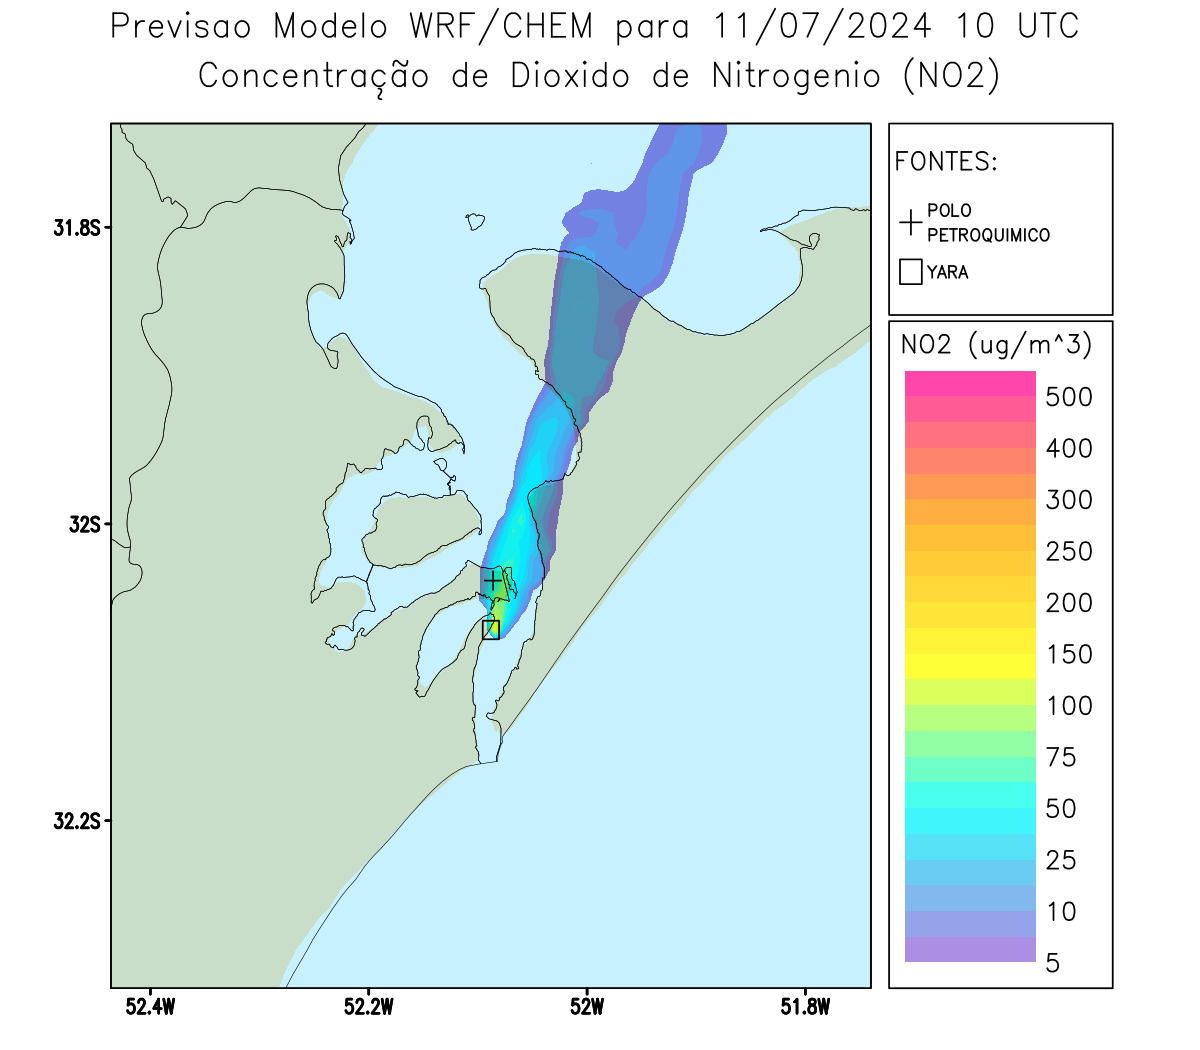 Previsao Modelo WRF/CHEM para 11/07/2024 10 UTC
Concentração de Dioxido de Nitrogenio (NO2)
FONTES:
POLO
PETROQUIMICO
YARA
NO2 (ug/m^3)
500
400
300
250
200
150
100
75
50
25
10
5
31.8S
32S
32.2S
52.4W
52.2W
52W
51.8W